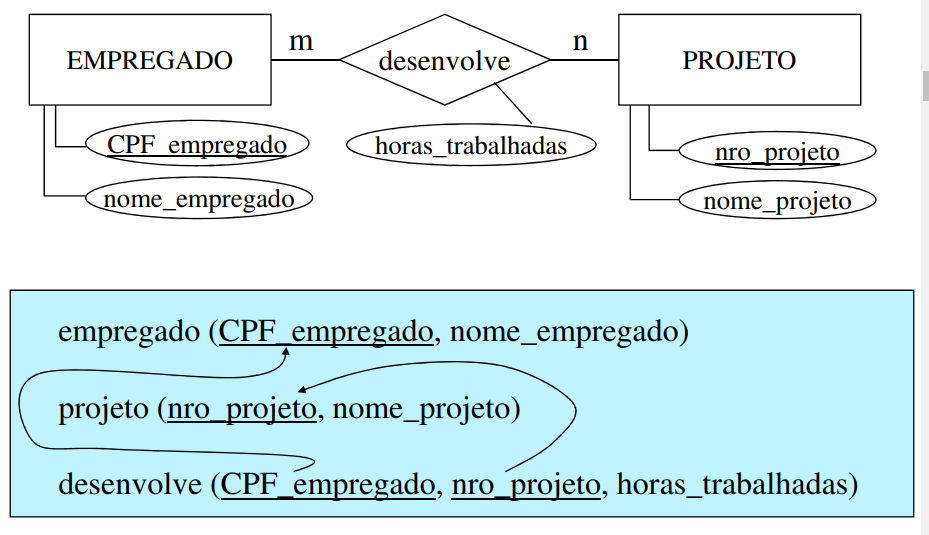 EMPREGADO m desenvolve n PROJETO
CPF_empregado horas_trabalhadas nro_projeto
nome_empregado nome_projeto
empregado (CPF_empregado, nome_empregado)
projeto (nro_projeto, nome_projeto)
desenvolve (CPF_empregado, nro_projeto, horas_trabalhadas)